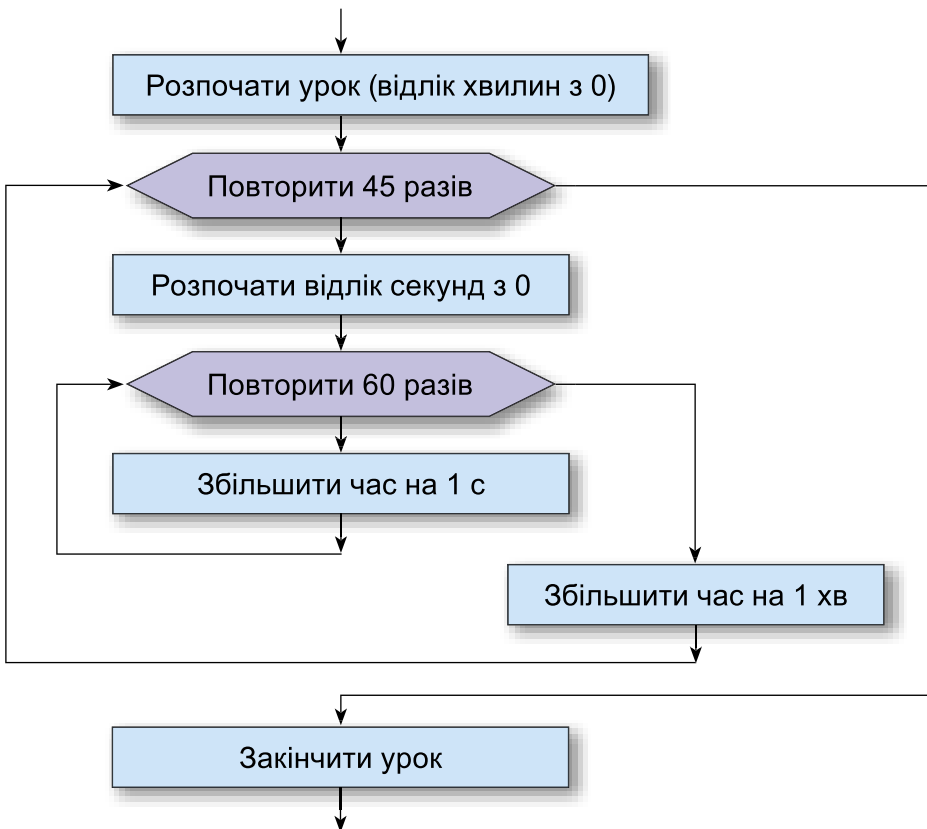 Розпочати урок (відлік хвилин з 0)
Повторити 45 разів
Розпочати відлік секунд з 0
Повторити 60 разів
Збільшити час на 1 с
Збільшити час на 1 хв
Закінчити урок